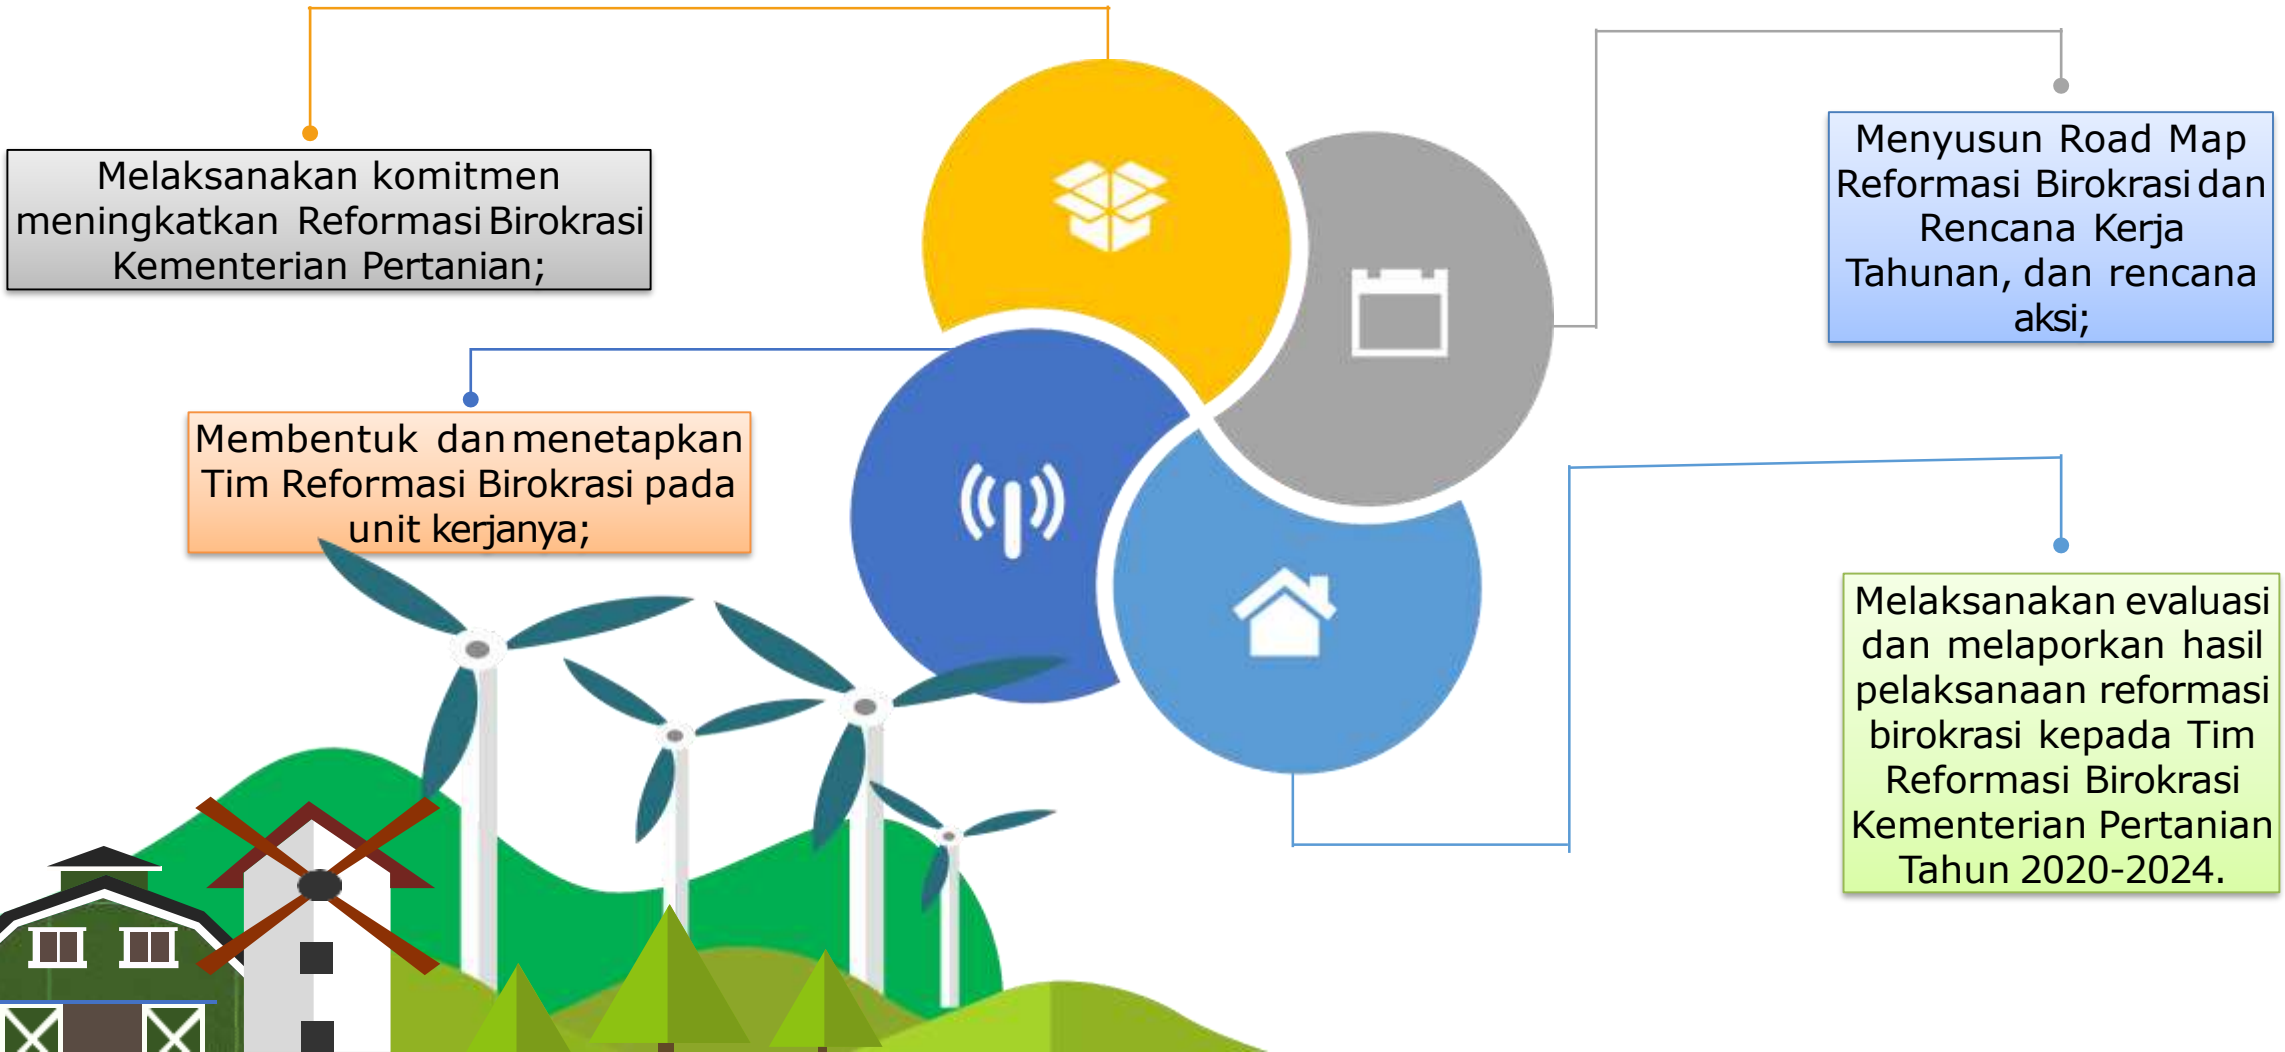 Melaksanakan komitmen
meningkatkan Reformasi Birokrasi
Kementerian Pertanian;
Membentuk dan menetapkan
Tim Reformasi Birokrasi pada
unit kerjanya;
Menyusun Road Map
Reformasi Birokrasi dan
Rencana Kerja
Tahunan, dan rencana
aksi;
Melaksanakan evaluasi
dan melaporkan hasil
pelaksanaan reformasi
birokrasi kepada Tim
Reformasi Birokrasi
Kementerian Pertanian
Tahun 2020-2024.